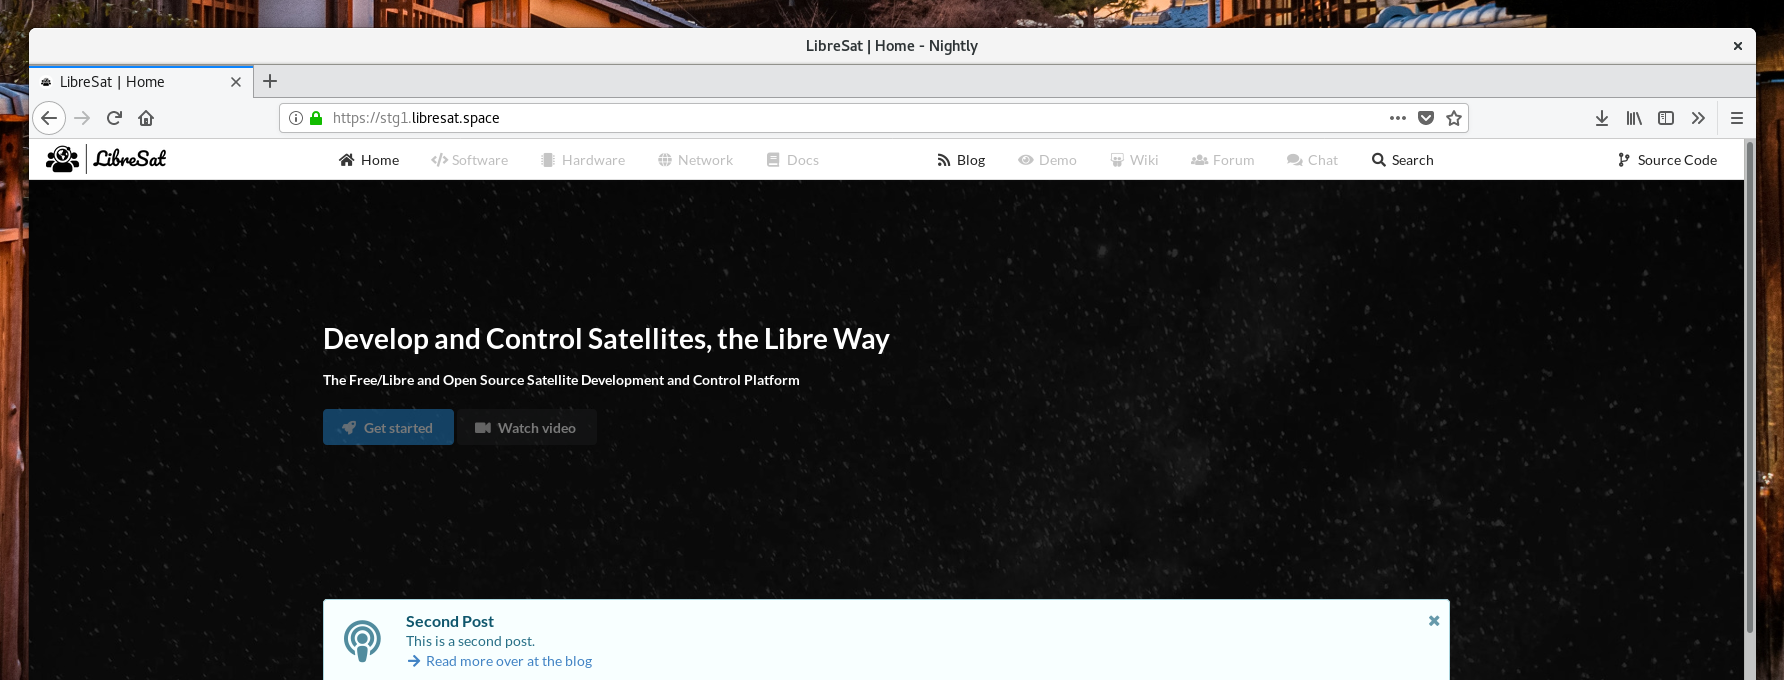 LibreSat | Home - Nightly
LibreSat | Home
https://stg1.libresat.space
LibreSat Home Software Hardware Network Docs Blog Demo Wiki Forum Chat Search Source Code
Develop and Control Satellites, the Libre Way
The Free/Libre and Open Source Satellite Development and Control Platform
Get started Watch video
Second Post
This is a second post.
Read more over at the blog